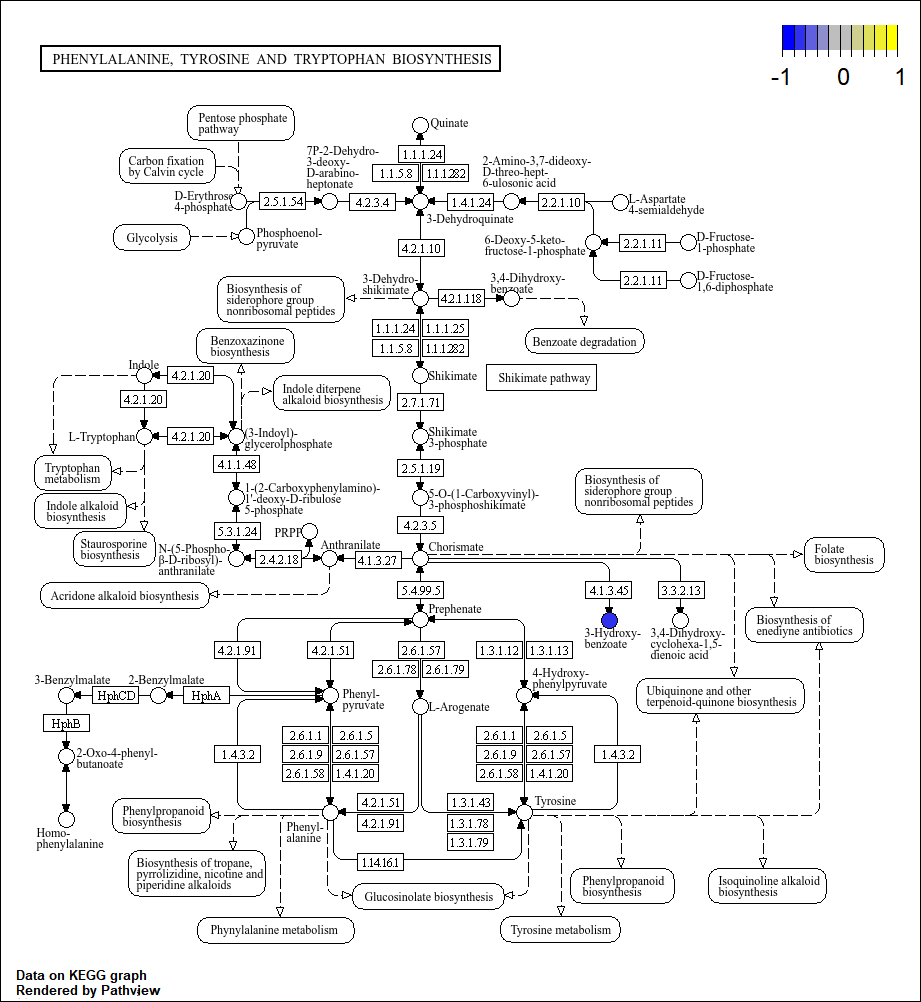 -1 0 1
PHENYLALANINE, TYROSINE AND TRYPTOPHAN BIOSYNTHESIS
Pentose phosphate
pathway
Carbon fixation
by Calvin cycle
D-Erythrose
4-phosphate
Glycolysis
Phosphoenol-
pyruvate
2.5.1.54
7P-2-Dehydro-
3-deoxy-
D-arabino-
heptonate
4.2.3.4
Quinate
1.1.1.24
1.1.5.8
1.1.1.282
3-Dehydroquinate
1.4.1.24
2-Amino-3,7-dideoxy-
D-threo-hept-
6-ulosonic acid
2.2.1.10
L-Aspartate
4-semialdehyde
6-Deoxy-5-keto-
fructose-1-phosphate
2.2.1.11
D-Fructose-
1-phosphate
2.2.1.11
D-Fructose-
1,6-diphosphate
4.2.1.10
Biosynthesis of
siderophore group
nonribosomal peptides
3-Dehydro-
shikimate
4.2.1.118
3,4-Dihydroxy-
benzoate
Benzoate degradation
1.1.1.24
1.1.1.25
1.1.5.8
1.1.1.282
Shikimate
Shikimate pathway
2.7.1.71
Shikimate
3-phosphate
2.5.1.19
5-O-(1-Carboxyvinyl)-
3-phosphoshikimate
4.2.3.5
Benzoxazinone
biosynthesis
Indole
4.2.1.20
4.2.1.20
Indole diterpene
alkaloid biosynthesis
L-Tryptophan
4.2.1.20
(3-Indoyl)-
glycerolphosphate
Tryptophan
metabolism
Indole alkaloid
biosynthesis
Staurosporine
biosynthesis
4.1.1.48
1-(2-Carboxyphenylamino)-
1'-deoxy-D-ribulose
5-phosphate
5.3.1.24
PRPP
N-(5-Phospho-
β-D-ribosyl)-
anthranilate
2.4.2.18
Anthranilate
4.1.3.27
Chorismate
Acridone alkaloid biosynthesis
Biosynthesis of
siderophore group
nonribosomal peptides
Folate
biosynthesis
5.4.99.5
4.1.3.45
3.3.2.13
3-Hydroxy-
benzoate
3,4-Dihydroxy-
cyclohexa-1,5-
dienoic acid
Biosynthesis of
enediyne antibiotics
Prephenate
4.2.1.91
4.2.1.51
2.6.1.57
2.6.1.78
2.6.1.79
1.3.1.12
1.3.1.13
3-Benzylmalate
HphCD
2-Benzylmalate
HphA
Phenyl-
pyruvate
L-Arogenate
4-Hydroxy-
phenylpyruvate
Ubiquinone and other
terpenoid-quinone biosynthesis
HphB
2-Oxo-4-phenyl-
butanoate
1.4.3.2
2.6.1.1
2.6.1.5
2.6.1.9
2.6.1.57
2.6.1.58
1.4.1.20
2.6.1.1
2.6.1.5
2.6.1.9
2.6.1.57
2.6.1.58
1.4.1.20
1.4.3.2
Homo-
phenylalanine
Phenylpropanoid
biosynthesis
Phenyl-
alanine
4.2.1.51
4.2.1.91
1.3.1.43
1.3.1.78
1.3.1.79
Tyrosine
1.14.16.1
Biosynthesis of tropane,
pyrrolizidine, nicotine and
piperidine alkaloids
Glucosinolate biosynthesis
Phenylpropanoid
biosynthesis
Isoquinoline alkaloid
biosynthesis
Phynylalanine metabolism
Tyrosine metabolism
Data on KEGG graph
Rendered by Pathview